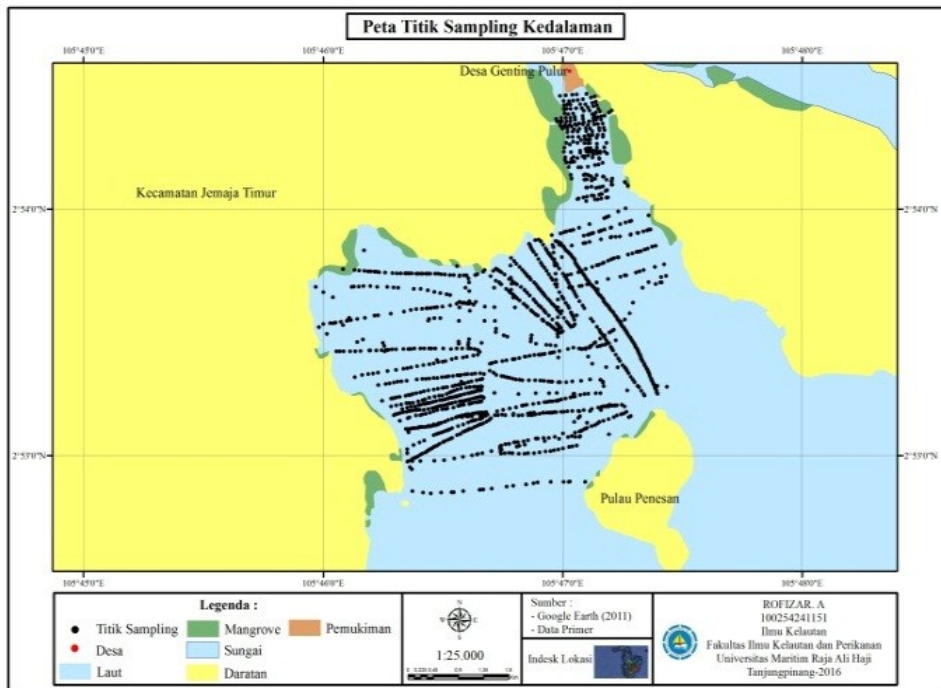 Peta Titik Sampling Kedalaman
105°45'0"E 105°46'0"E 105°47'0"E 105°48'0"E
Desa Genting Pulur
Kecamatan Jemaja Timur
2°54'0"N 2°54'0"N
2°53'0"N 2°53'0"N
Pulau Penesan
105°45'0"E 105°46'0"E 105°47'0"E 105°48'0"E
Legenda :
Titik Sampling
Desa
Laut
Mangrove
Sungai
Daratan
Pemukiman
1:25.000
Sumber :
- Google Earth (2011)
- Data Primer
Indesk Lokasi
ROFIZAR. A
100254241151
Ilmu Kelautan
Fakultas Ilmu Kelautan dan Perikanan
Universitas Maritim Raja Ali Haji
Tanjungpinang-2016